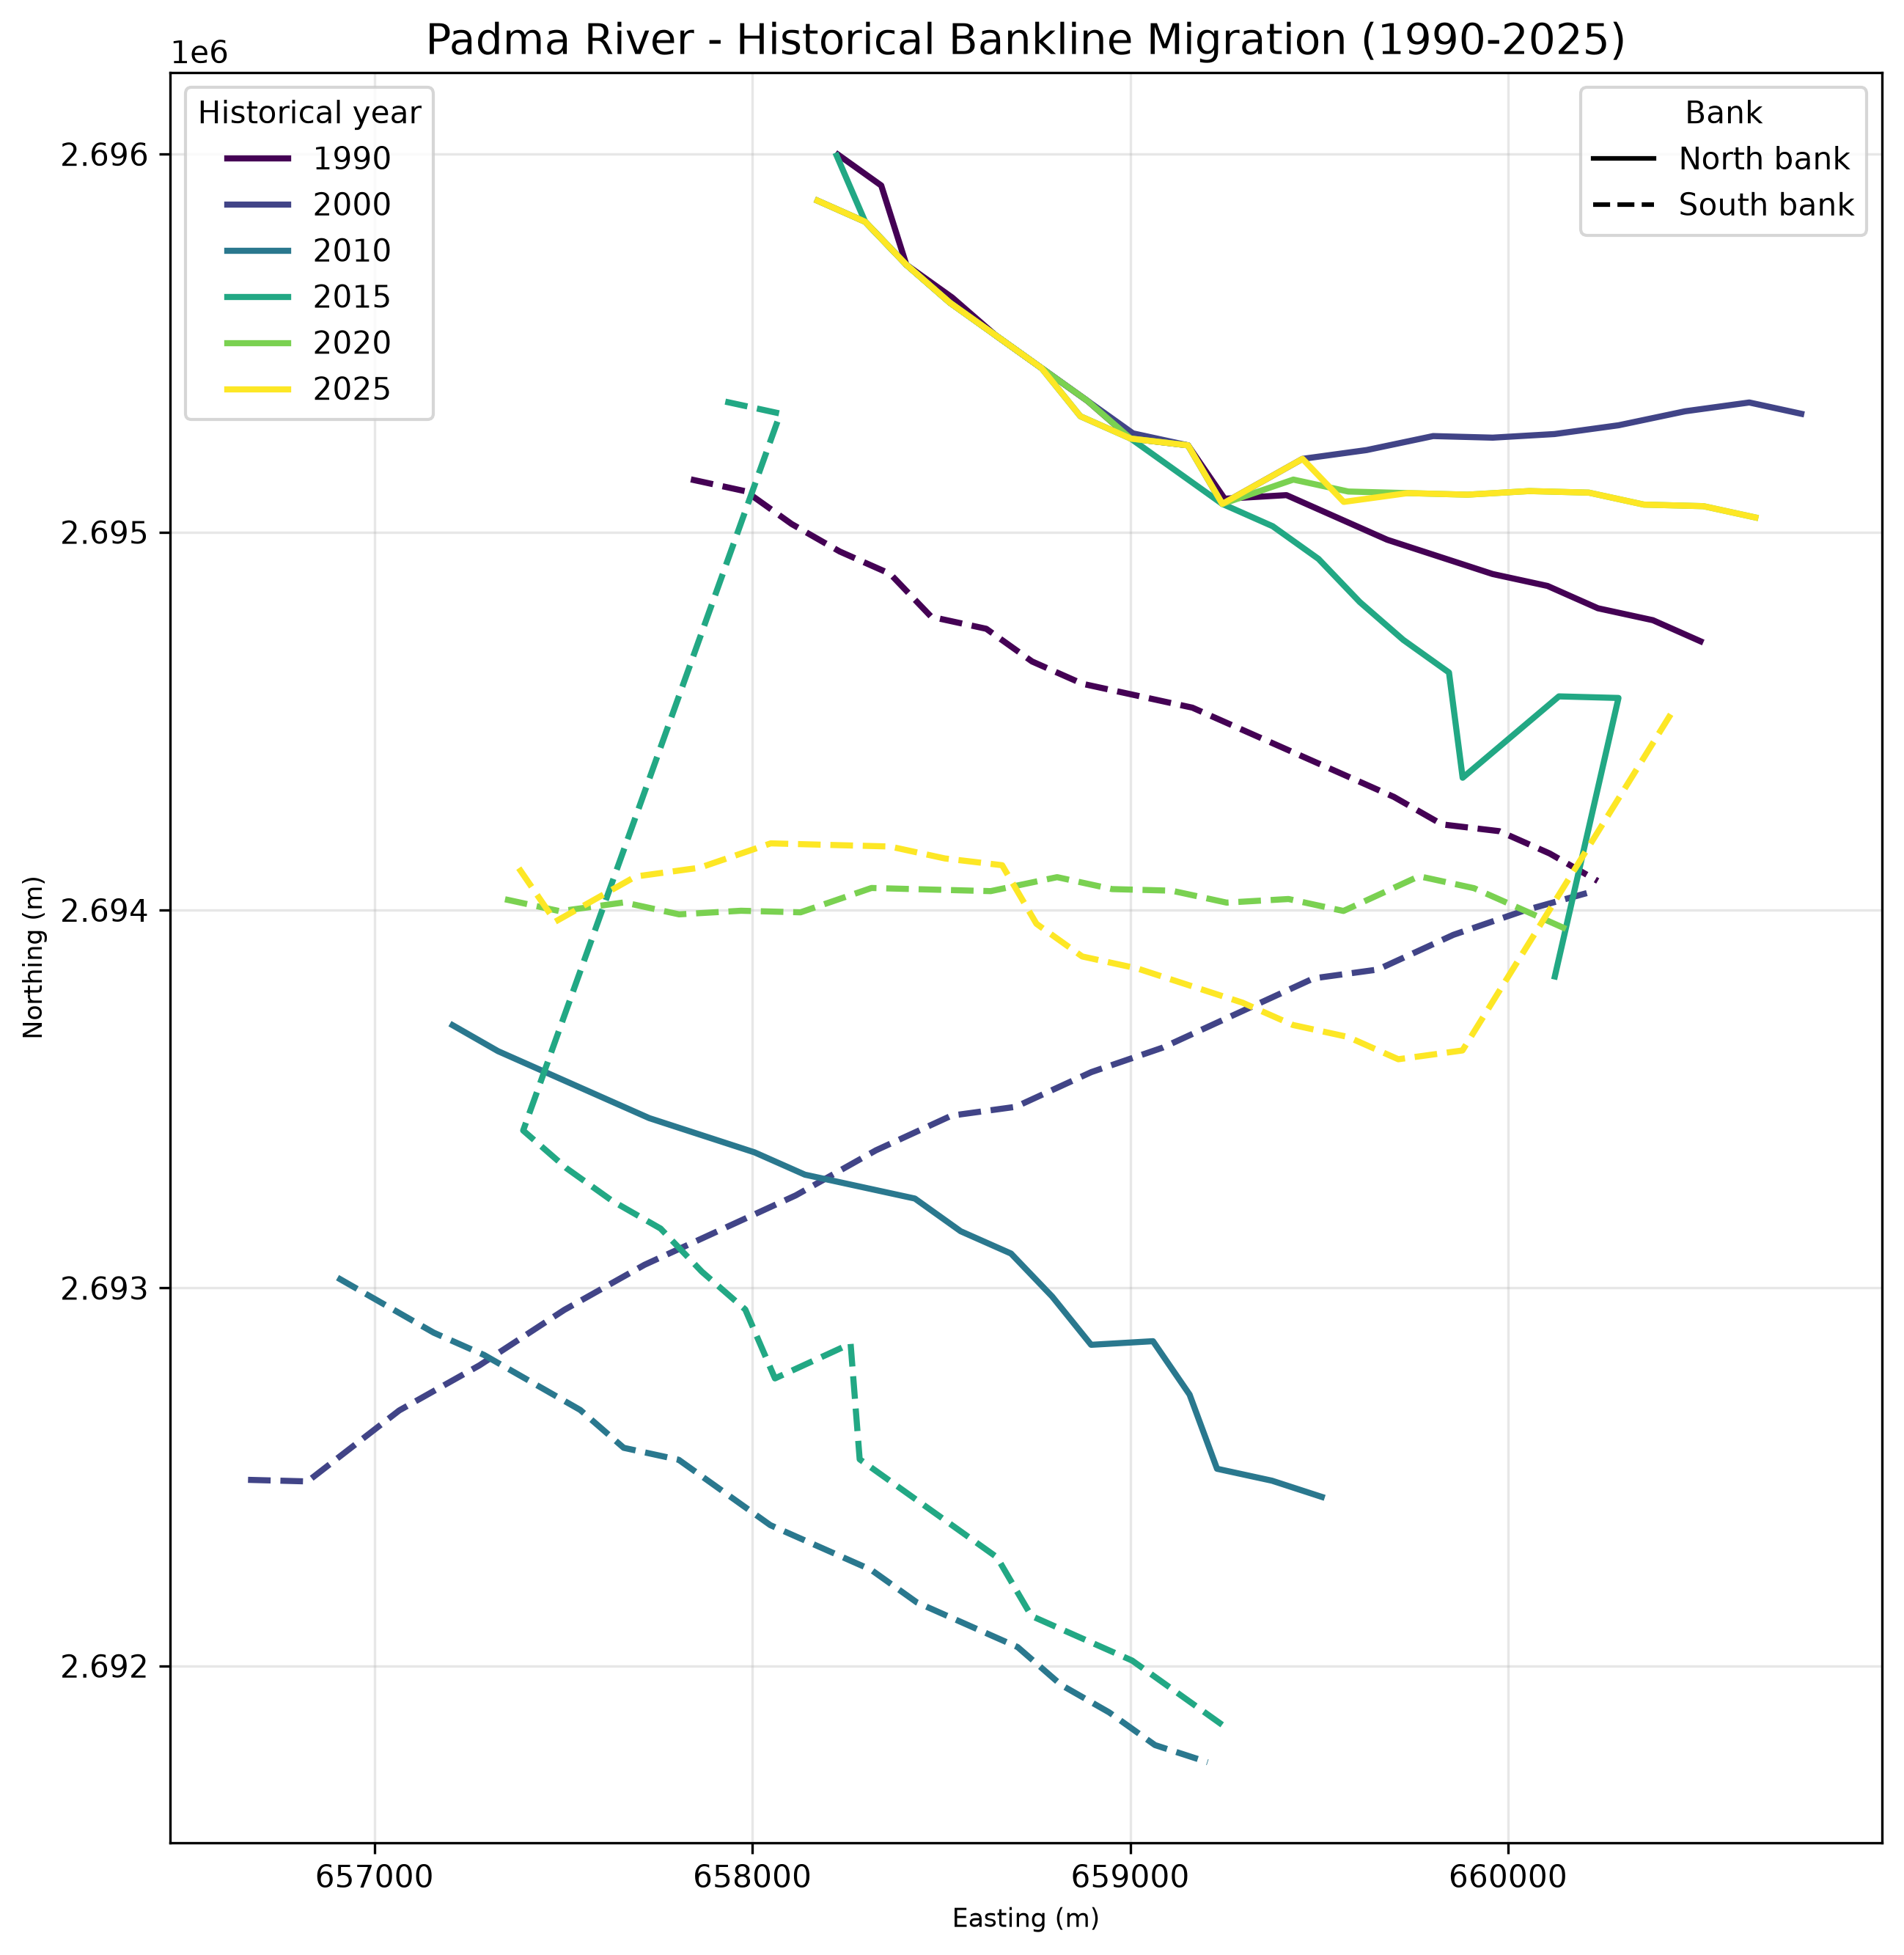 Padma River - Historical Bankline Migration (1990-2025)
1e6
Historical year
1990
2000
2010
2015
2020
2025
Bank
North bank
South bank
2.696
2.695
2.694
2.693
2.692
Northing (m)
657000
658000
659000
660000
Easting (m)